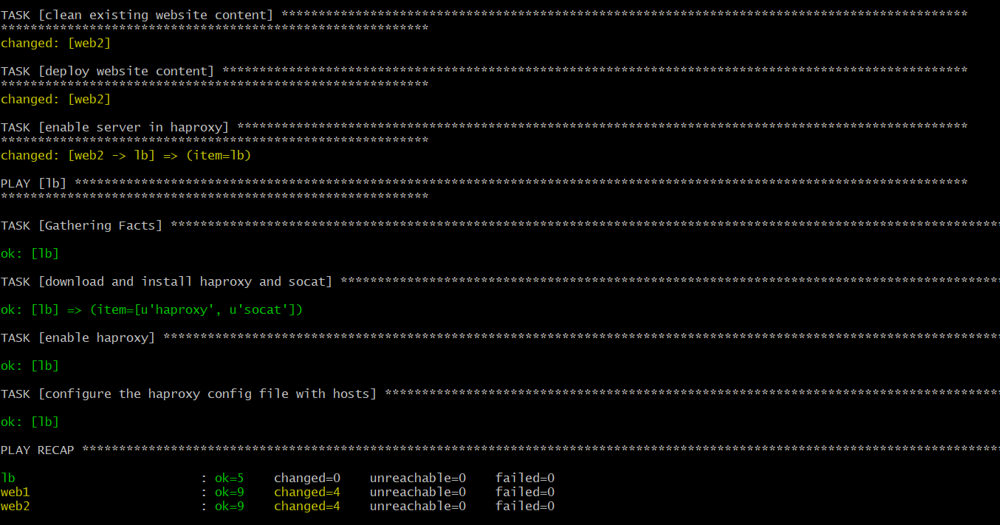 TASK [clean existing website content] *********************************************************************************************
**********************************************************
changed: [web2]
TASK [deploy website content] *****************************************************************************************************
**********************************************************
changed: [web2]
TASK [enable server in haproxy] ***************************************************************************************************
**********************************************************
changed: [web2 -> lb] => (item=lb)
PLAY [lb] *************************************************************************************************************************
**********************************************************
TASK [Gathering Facts] *****************************************************************************************************************
ok: [lb]
TASK [download and install haproxy and socat] ******************************************************************************************
ok: [lb] => (item=[u'haproxy', u'socat'])
TASK [enable haproxy] ******************************************************************************************************************
ok: [lb]
TASK [configure the haproxy config file with hosts] ************************************************************************************
ok: [lb]
PLAY RECAP *****************************************************************************************************************************
lb                         : ok=5    changed=0    unreachable=0    failed=0
web1                       : ok=9    changed=4    unreachable=0    failed=0
web2                       : ok=9    changed=4    unreachable=0    failed=0